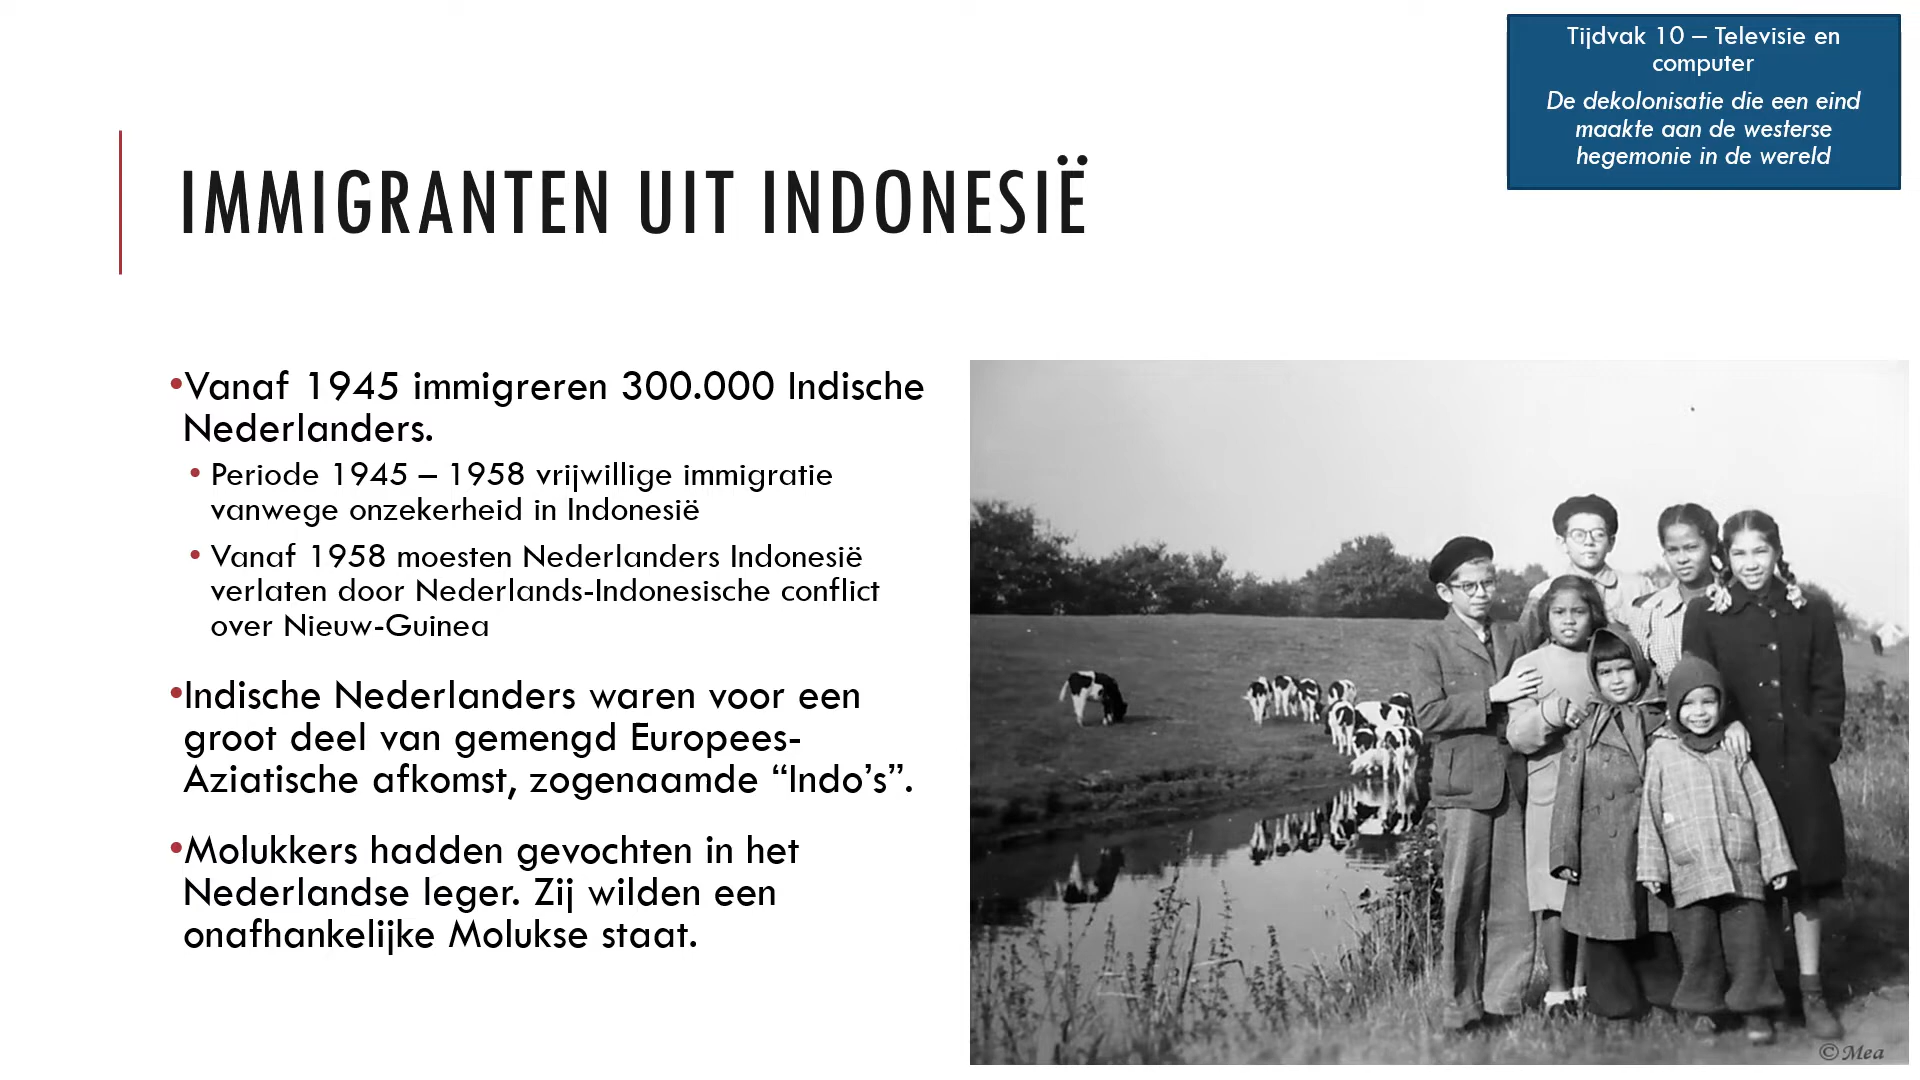 Tijdvak 10 – Televisie en
computer
De dekolonisatie die een eind
maakte aan de westerse
hegemonie in de wereld
IMMIGRANTEN UIT INDONESIË
•Vanaf 1945 immigreren 300.000 Indische
Nederlanders.
• Periode 1945 – 1958 vrijwillige immigratie
vanwege onzekerheid in Indonesië
• Vanaf 1958 moesten Nederlanders Indonesië
verlaten door Nederlands-Indonesische conflict
over Nieuw-Guinea
•Indische Nederlanders waren voor een
groot deel van gemengd Europees-
Aziatische afkomst, zogenaamde “Indo’s”.
•Molukkers hadden gevochten in het
Nederlandse leger. Zij wilden een
onafhankelijke Molukse staat.
© Mea